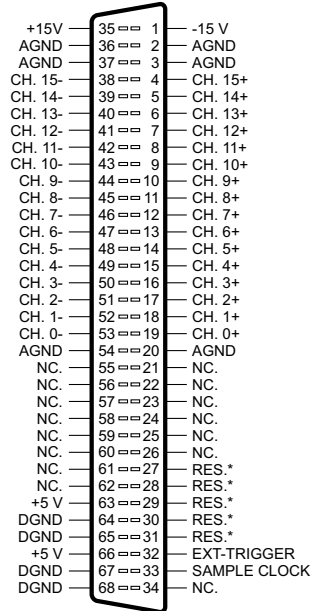 +15V 35 1 -15 V
AGND 36 2 AGND
AGND 37 3 AGND
CH. 15- 38 4 CH. 15+
CH. 14- 39 5 CH. 14+
CH. 13- 40 6 CH. 13+
CH. 12- 41 7 CH. 12+
CH. 11- 42 8 CH. 11+
CH. 10- 43 9 CH. 10+
CH. 9- 44 10 CH. 9+
CH. 8- 45 11 CH. 8+
CH. 7- 46 12 CH. 7+
CH. 6- 47 13 CH. 6+
CH. 5- 48 14 CH. 5+
CH. 4- 49 15 CH. 4+
CH. 3- 50 16 CH. 3+
CH. 2- 51 17 CH. 2+
CH. 1- 52 18 CH. 1+
CH. 0- 53 19 CH. 0+
AGND 54 20 AGND
NC. 55 21 NC.
NC. 56 22 NC.
NC. 57 23 NC.
NC. 58 24 NC.
NC. 59 25 NC.
NC. 60 26 NC.
NC. 61 27 RES.*
NC. 62 28 RES.*
+5 V 63 29 RES.*
DGND 64 30 RES.*
DGND 65 31 RES.*
+5 V 66 32 EXT-TRIGGER
DGND 67 33 SAMPLE CLOCK
DGND 68 34 NC.